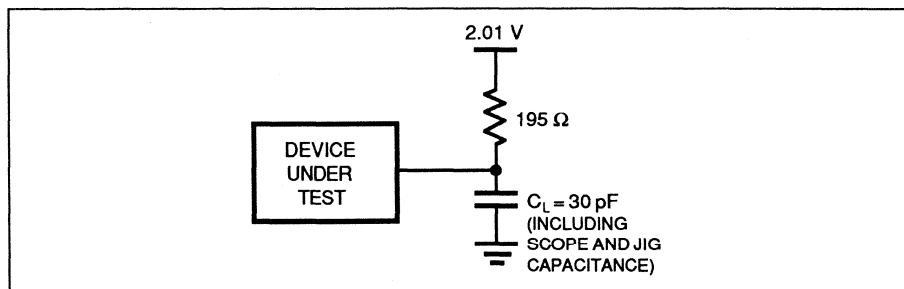 2.01 V
195 Ω
DEVICE
UNDER
TEST
C_L = 30 pF
(INCLUDING
SCOPE AND JIG
CAPACITANCE)